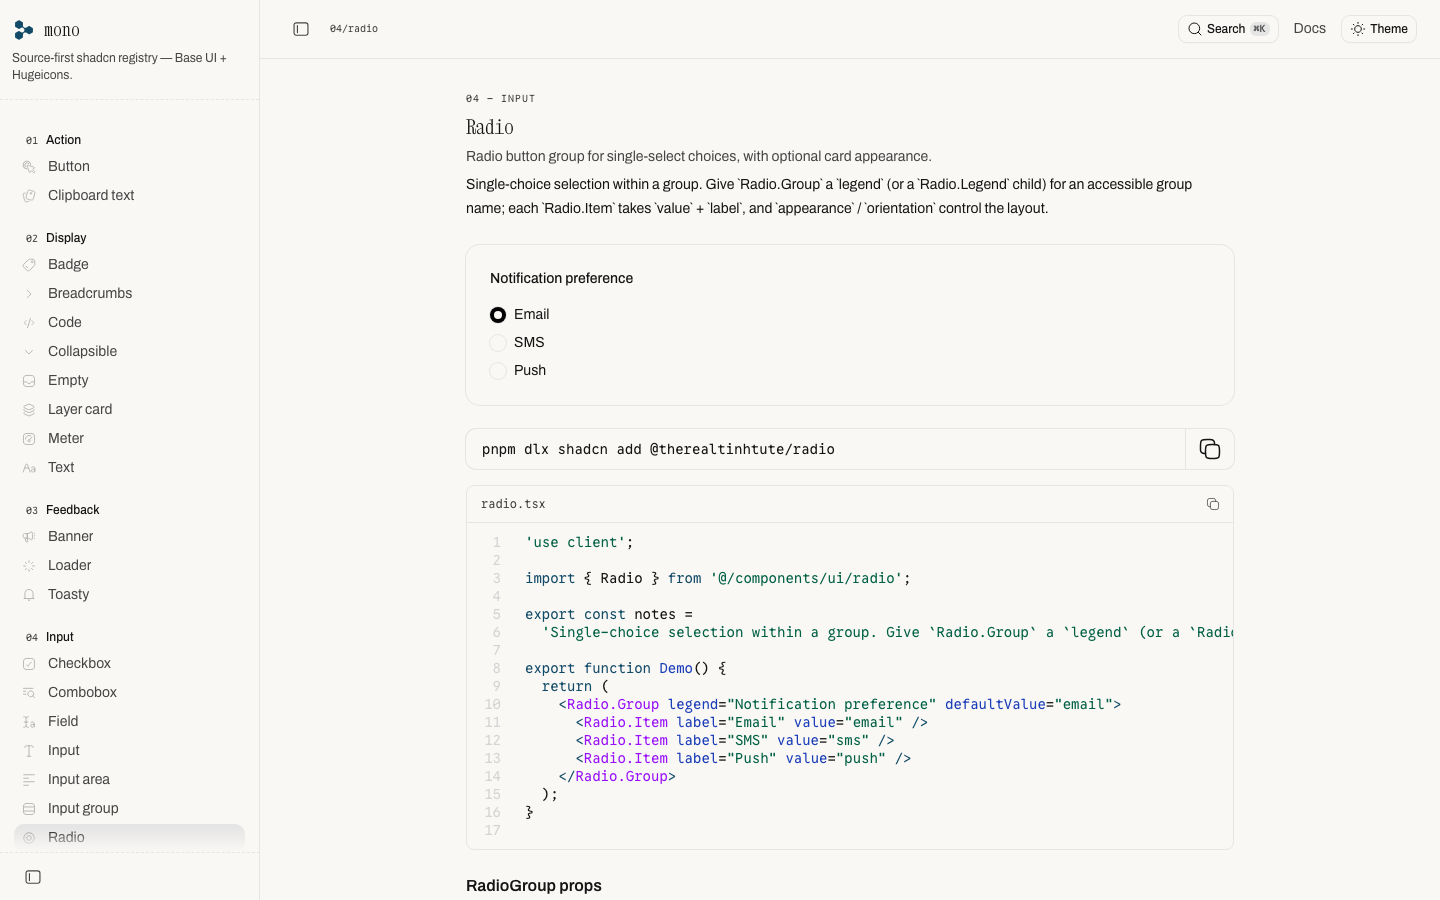 mono
Source-first shadcn registry — Base UI +
Hugeicons.
01 Action
Button
Clipboard text
02 Display
Badge
Breadcrumbs
Code
Collapsible
Empty
Layer card
Meter
Aa Text
03 Feedback
Banner
Loader
Toasty
04 Input
Checkbox
Combobox
Field
Input
Input area
Input group
Radio
04/radio
Search ⌘K
Docs
Theme
04 — INPUT
Radio
Radio button group for single-select choices, with optional card appearance.
Single-choice selection within a group. Give `Radio.Group` a `legend` (or a `Radio.Legend` child) for an accessible group
name; each `Radio.Item` takes `value` + `label`, and `appearance` / `orientation` control the layout.
Notification preference
Email
SMS
Push
pnpm dlx shadcn add @therealtinhtute/radio
radio.tsx
1 'use client';
2
3 import { Radio } from '@/components/ui/radio';
4
5 export const notes =
6 'Single-choice selection within a group. Give `Radio.Group` a `legend` (or a `Radio
7
8 export function Demo() {
9 return (
10 <Radio.Group legend="Notification preference" defaultValue="email">
11 <Radio.Item label="Email" value="email" />
12 <Radio.Item label="SMS" value="sms" />
13 <Radio.Item label="Push" value="push" />
14 </Radio.Group>
15 );
16 }
17
RadioGroup props